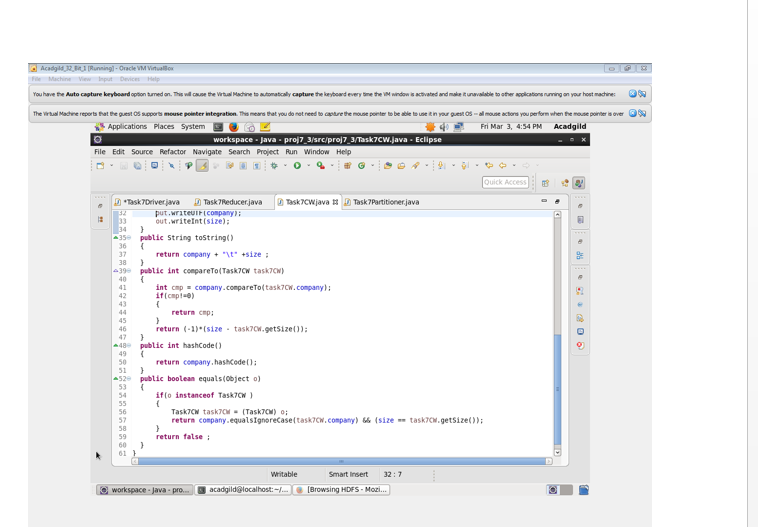 Acadgild_32_Bit_1 [Running] - Oracle VM VirtualBox
File Machine View Input Devices Help
You have the Auto capture keyboard option turned on. This will cause the Virtual Machine to automatically capture the keyboard every time the VM window is activated and make it unavailable to other applications running on your host machine:
The Virtual Machine reports that the guest OS supports mouse pointer integration. This means that you do not need to capture the mouse pointer to be able to use it in your guest OS -- all mouse actions you perform when the mouse pointer is over
Applications Places System Fri Mar 3, 4:54 PM Acadgild
workspace - Java - proj7_3/src/proj7_3/Task7CW.java - Eclipse
File Edit Source Refactor Navigate Search Project Run Window Help
Quick Access
*Task7Driver.java Task7Reducer.java Task7CW.java Task7Partitioner.java
32 out.writeUTF(company);
33 out.writeInt(size);
34 }
35 public String toString()
36 {
37 return company + "\t" +size ;
38 }
39 public int compareTo(Task7CW task7CW)
40 {
41 int cmp = company.compareTo(task7CW.company);
42 if(cmp!=0)
43 {
44 return cmp;
45 }
46 return (-1)*(size - task7CW.getSize());
47 }
48 public int hashCode()
49 {
50 return company.hashCode();
51 }
52 public boolean equals(Object o)
53 {
54 if(o instanceof Task7CW )
55 {
56 Task7CW task7CW = (Task7CW) o;
57 return company.equalsIgnoreCase(task7CW.company) && (size == task7CW.getSize());
58 }
59 return false ;
60 }
61 }
Writable Smart Insert 32 : 7
workspace - Java - pro... acadgild@localhost:~/... [Browsing HDFS - Mozi...